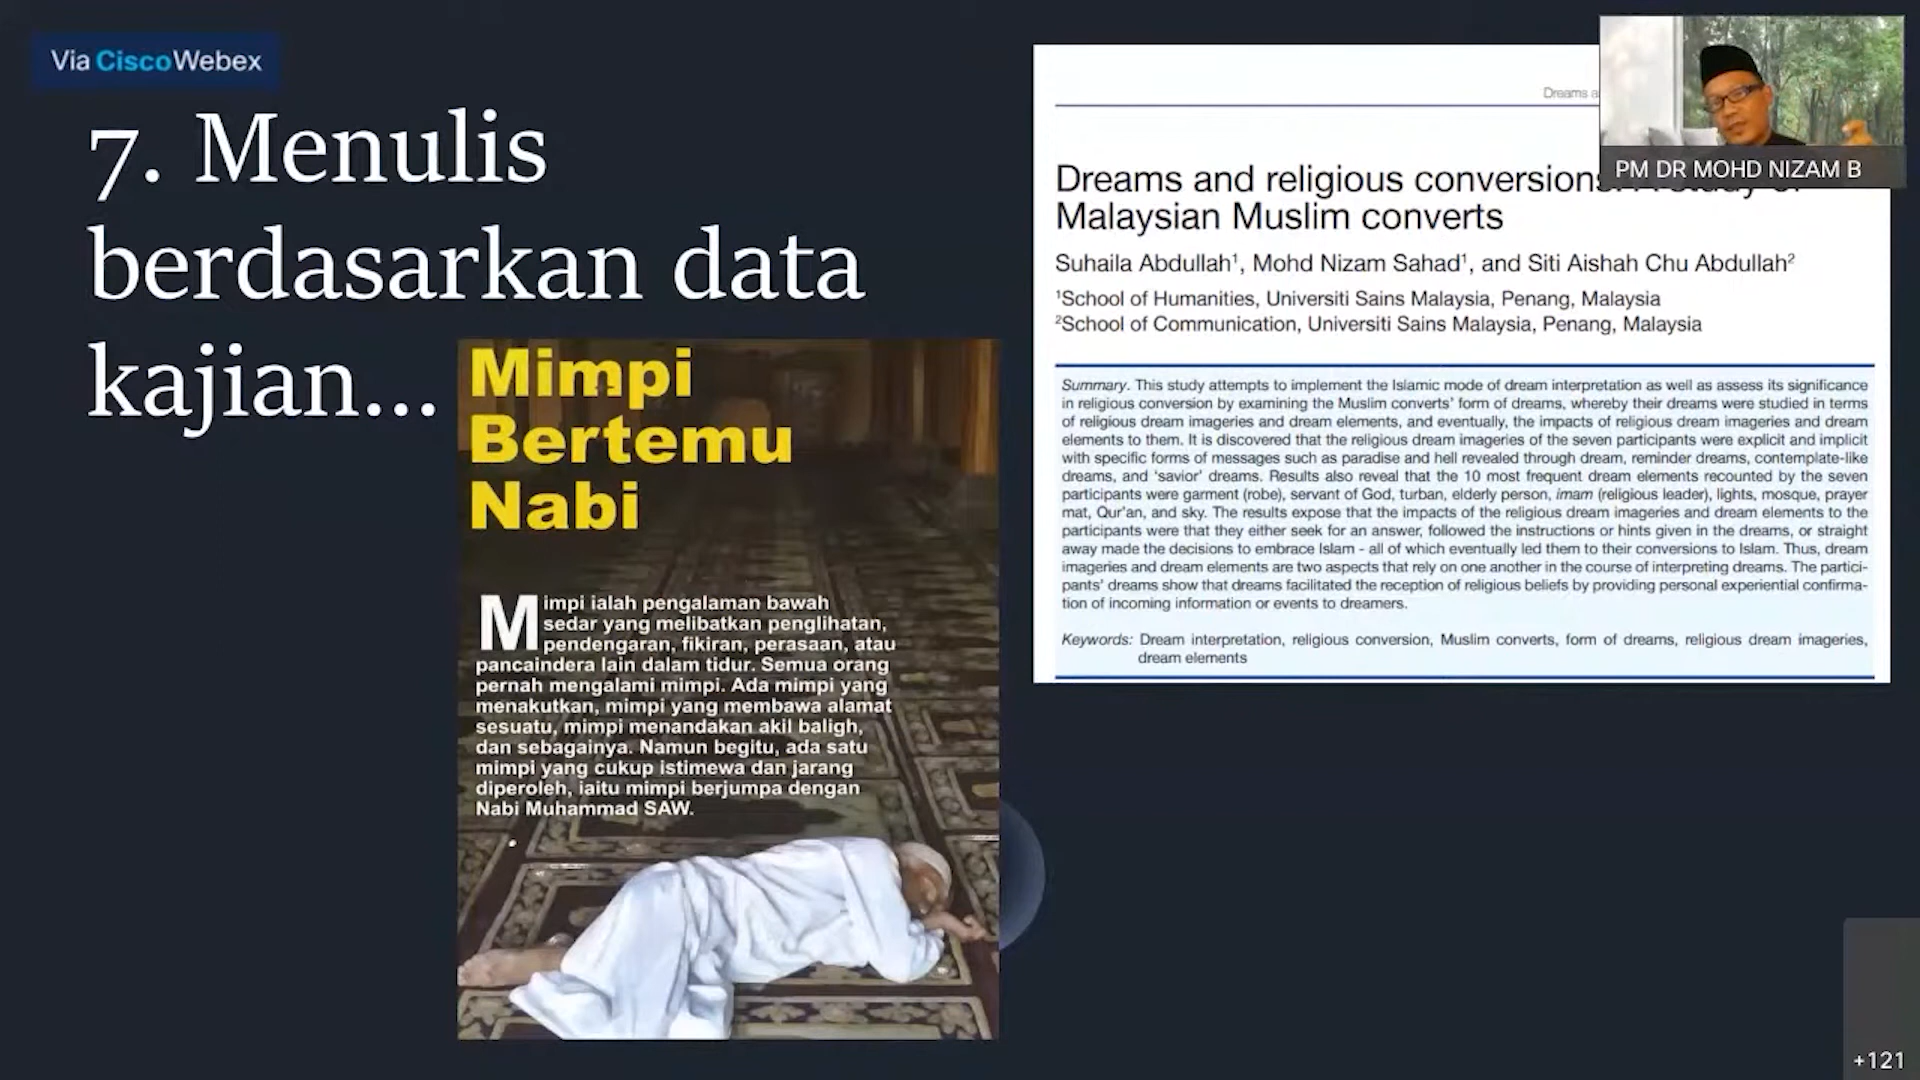 Via CiscoWebex
7. Menulis
berdasarkan data
kajian...
Mimpi
Bertemu
Nabi
Mimpi ialah pengalaman bawah
sedar yang melibatkan penglihatan,
pendengaran, fikiran, perasaan, atau
pancaindera lain dalam tidur. Semua orang
pernah mengalami mimpi. Ada mimpi yang
menakutkan, mimpi yang membawa alamat
sesuatu, mimpi menandakan akil baligh,
dan sebagainya. Namun begitu, ada satu
mimpi yang cukup istimewa dan jarang
diperoleh, iaitu mimpi berjumpa dengan
Nabi Muhammad SAW.
Dreams
Dreams and religious conversions
Malaysian Muslim converts
Suhaila Abdullah¹, Mohd Nizam Sahad¹, and Siti Aishah Chu Abdullah²
¹School of Humanities, Universiti Sains Malaysia, Penang, Malaysia
²School of Communication, Universiti Sains Malaysia, Penang, Malaysia
Summary. This study attempts to implement the Islamic mode of dream interpretation as well as assess its significance
in religious conversion by examining the Muslim converts' form of dreams, whereby their dreams were studied in terms
of religious dream imageries and dream elements, and eventually, the impacts of religious dream imageries and dream
elements to them. It is discovered that the religious dream imageries of the seven participants were explicit and implicit
with specific forms of messages such as paradise and hell revealed through dream, reminder dreams, contemplate-like
dreams, and 'savior' dreams. Results also reveal that the 10 most frequent dream elements recounted by the seven
participants were garment (robe), servant of God, turban, elderly person, imam (religious leader), lights, mosque, prayer
mat, Qur'an, and sky. The results expose that the impacts of the religious dream imageries and dream elements to the
participants were that they either seek for an answer, followed the instructions or hints given in the dreams, or straight
away made the decisions to embrace Islam - all of which eventually led them to their conversions to Islam. Thus, dream
imageries and dream elements are two aspects that rely on one another in the course of interpreting dreams. The partici-
pants' dreams show that dreams facilitated the reception of religious beliefs by providing personal experiential confirma-
tion of incoming information or events to dreamers.
Keywords: Dream interpretation, religious conversion, Muslim converts, form of dreams, religious dream imageries,
dream elements
PM DR MOHD NIZAM B
+121